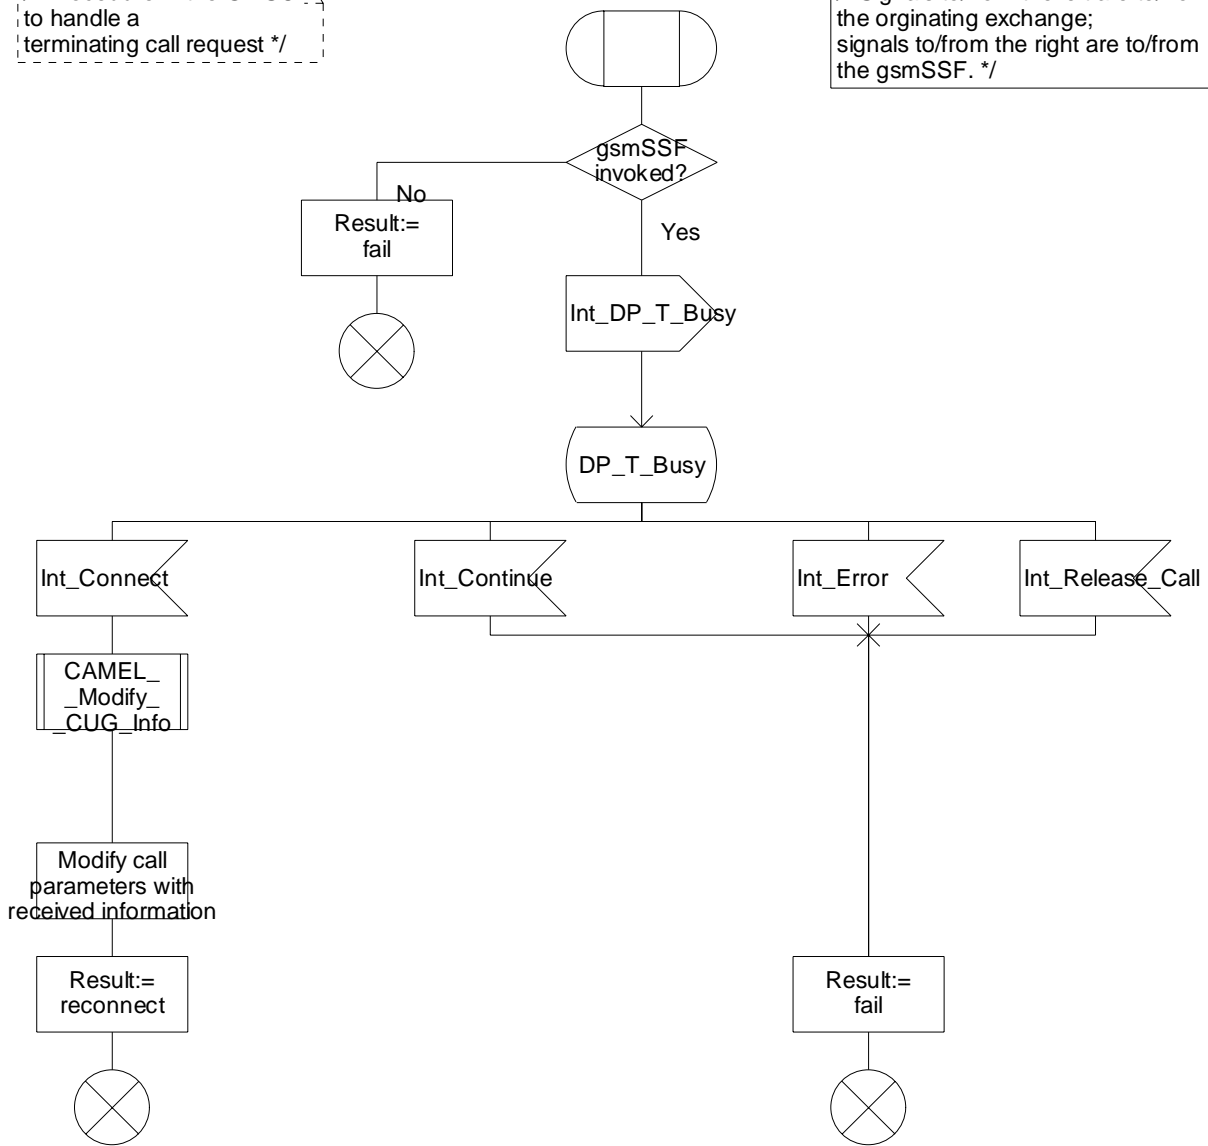 to handle a
terminating call request */
the orginating exchange;
signals to/from the right are to/from
the gsmSSF. */
gsmSSF
invoked?
No
Yes
Result:=
fail
Int_DP_T_Busy
DP_T_Busy
Int_Connect
Int_Continue
Int_Error
Int_Release_Call
CAMEL_
_Modify_
_CUG_Info
Modify call
parameters with
received information
Result:=
reconnect
Result:=
fail